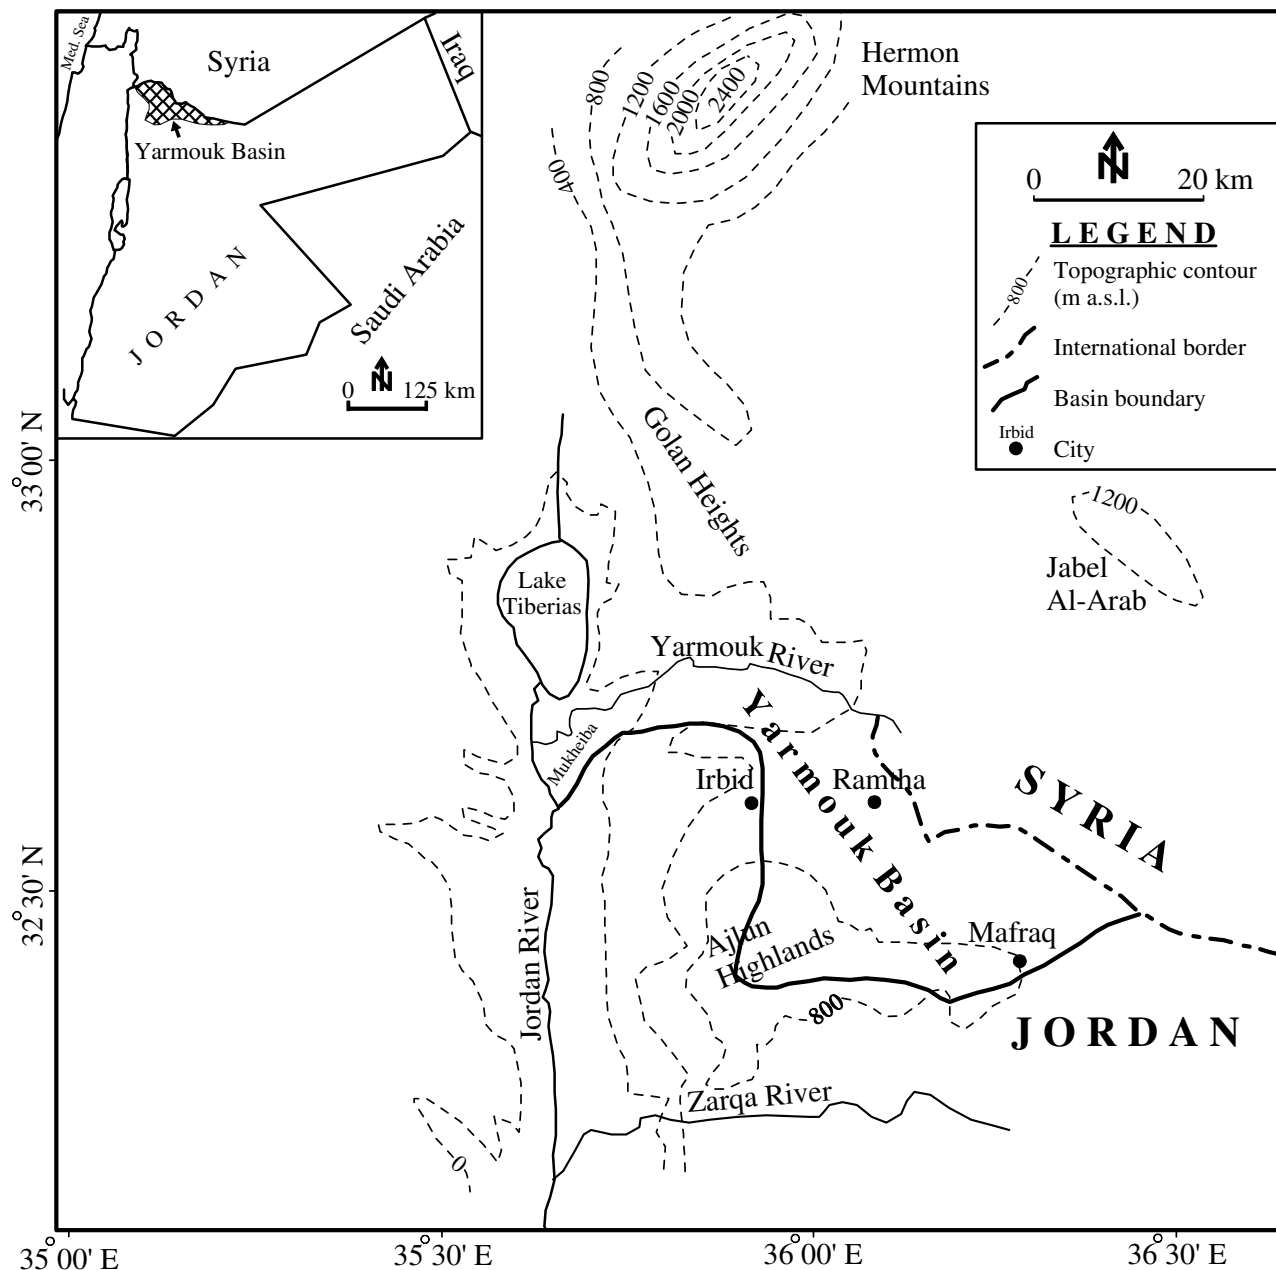 Med. Sea
Syria
Iraq
Yarmouk Basin
JORDAN
Saudi Arabia
N
0 125 km
Hermon
Mountains
800
1200
1600
2000
2400
400
N
0 20 km
LEGEND
800
Topographic contour
(m a.s.l.)
International border
Basin boundary
Irbid
City
Golan Heights
1200
Jabel
Al-Arab
Lake
Tiberias
Yarmouk River
Mukheiba
Yarmouk Basin
Irbid
Ramtha
SYRIA
Mafraq
Ajlun
Highlands
800
JORDAN
Jordan River
Zarqa River
0
33°00' N
32°30' N
35°00' E
35°30' E
36°00' E
36°30' E